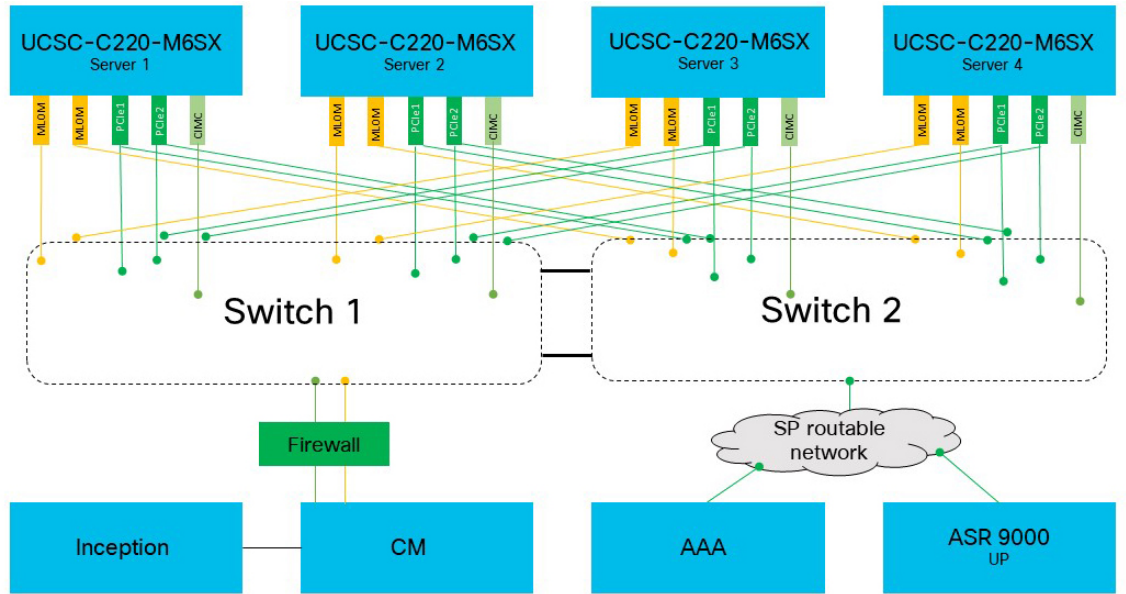 UCSC-C220-M6SX
Server 1
UCSC-C220-M6SX
Server 2
UCSC-C220-M6SX
Server 3
UCSC-C220-M6SX
Server 4
MLOM
MLOM
PCIe1
PCIe2
CIMC
MLOM
MLOM
PCIe1
PCIe2
CIMC
MLOM
MLOM
PCIe1
PCIe2
CIMC
MLOM
MLOM
PCIe1
PCIe2
CIMC
Switch 1
Switch 2
Firewall
SP routable
network
Inception
CM
AAA
ASR 9000
UP